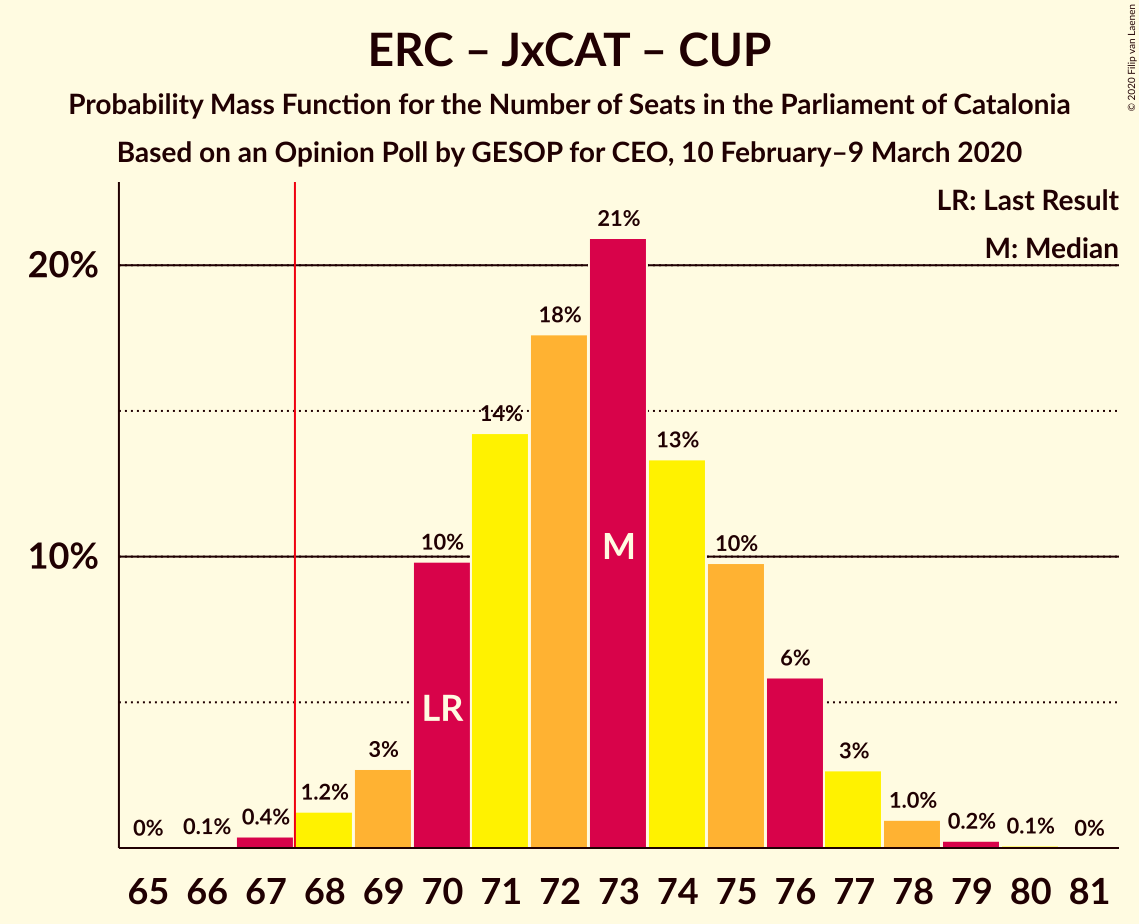 ERC – JxCAT – CUP
Probability Mass Function for the Number of Seats in the Parliament of Catalonia
Based on an Opinion Poll by GESOP for CEO, 10 February–9 March 2020
© 2020 Filip van Laenen
LR: Last Result
M: Median
20%
10%
0%
0.1%
0.4%
1.2%
3%
10%
14%
18%
21%
13%
10%
6%
3%
1.0%
0.2%
0.1%
0%
LR
M
65 66 67 68 69 70 71 72 73 74 75 76 77 78 79 80 81